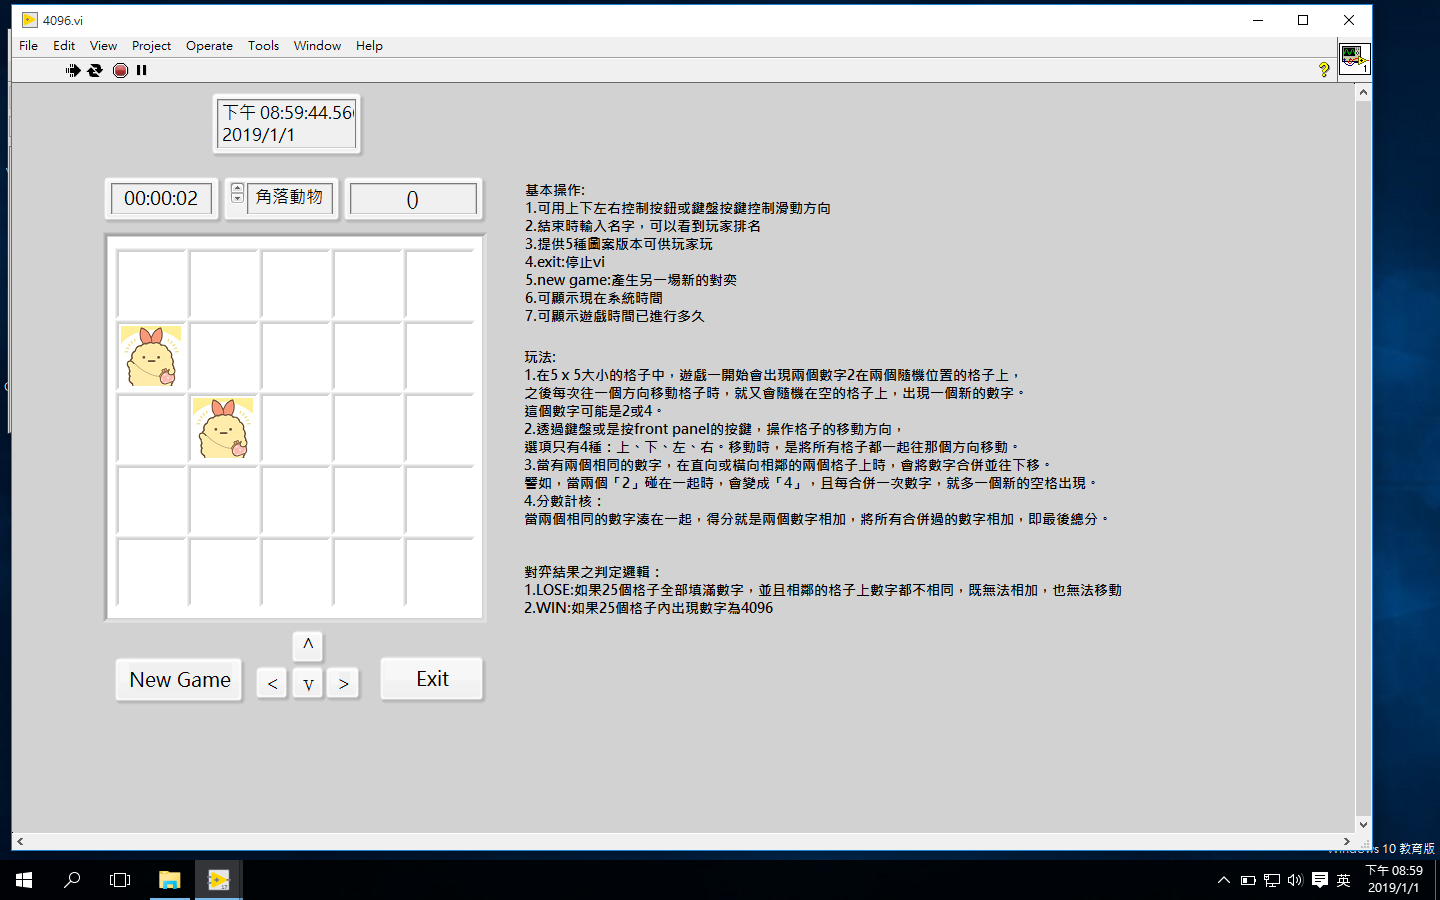 4096.vi
File Edit View Project Operate Tools Window Help
1
下午 08:59:44.56
2019/1/1
00:00:02
角落動物
()
基本操作:
1.可用上下左右控制按鈕或鍵盤按鍵控制滑動方向
2.結束時輸入名字，可以看到玩家排名
3.提供5種圖案版本可供玩家玩
4.exit:停止vi
5.new game:產生另一場新的對奕
6.可顯示現在系統時間
7.可顯示遊戲時間已進行多久
玩法:
1.在5 x 5大小的格子中，遊戲一開始會出現兩個數字2在兩個隨機位置的格子上，
之後每次往一個方向移動格子時，就又會隨機在空的格子上，出現一個新的數字。
這個數字可能是2或4。
2.透過鍵盤或是按front panel的按鍵，操作格子的移動方向，
選項只有4種：上、下、左、右。移動時，是將所有格子都一起往那個方向移動。
3.當有兩個相同的數字，在直向或橫向相鄰的兩個格子上時，會將數字合併並往下移。
譬如，當兩個「2」碰在一起時，會變成「4」，且每合併一次數字，就多一個新的空格出現。
4.分數計核：
當兩個相同的數字湊在一起，得分就是兩個數字相加，將所有合併過的數字相加，即最後總分。
對弈結果之判定邏輯：
1.LOSE:如果25個格子全部填滿數字，並且相鄰的格子上數字都不相同，既無法相加，也無法移動
2.WIN:如果25個格子內出現數字為4096
^
New Game
< v >
Exit
Windows 10 教育版
英
下午 08:59
2019/1/1